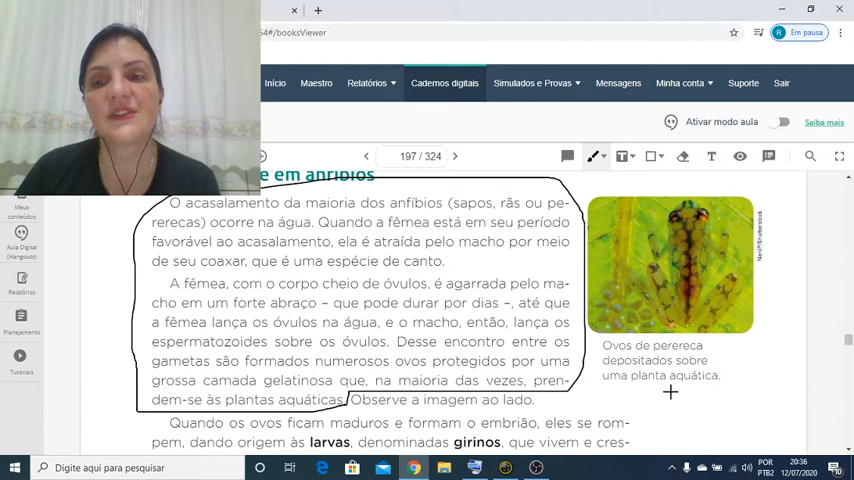 54#/booksViewer
Em pausa
Início Maestro Relatórios Cadernos digitais Simulados e Provas Mensagens Minha conta Suporte Sair
Ativar modo aula Saiba mais
197 / 324
em anfíbios
O acasalamento da maioria dos anfíbios (sapos, rãs ou pe-
rerecas) ocorre na água. Quando a fêmea está em seu período
favorável ao acasalamento, ela é atraída pelo macho por meio
de seu coaxar, que é uma espécie de canto.
A fêmea, com o corpo cheio de óvulos, é agarrada pelo ma-
cho em um forte abraço – que pode durar por dias –, até que
a fêmea lança os óvulos na água, e o macho, então, lança os
espermatozoides sobre os óvulos. Desse encontro entre os
gametas são formados numerosos ovos protegidos por uma
grossa camada gelatinosa que, na maioria das vezes, pren-
dem-se às plantas aquáticas. Observe a imagem ao lado.
Quando os ovos ficam maduros e formam o embrião, eles se rom-
pem, dando origem às larvas, denominadas girinos, que vivem e cres-
Ovos de perereca
depositados sobre
uma planta aquática.
Meus
conteúdos
Aula Digital
(Hangouts)
Relatórios
Planejamento
Tutoriais
Digite aqui para pesquisar
POR
PTB2
20:36
12/07/2020